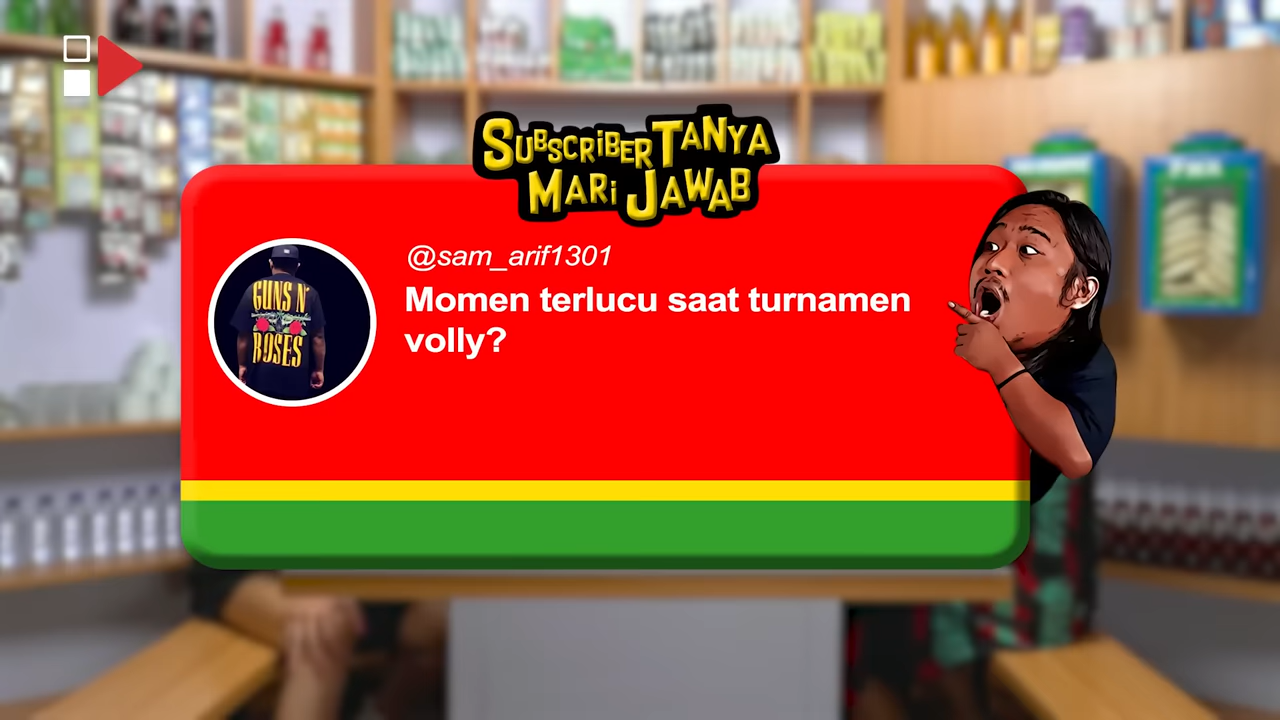 SUBSCRIBER TANYA
MARI JAWAB
@sam_arif1301
Momen terlucu saat turnamen
volly?
GUNS N'
ROSES